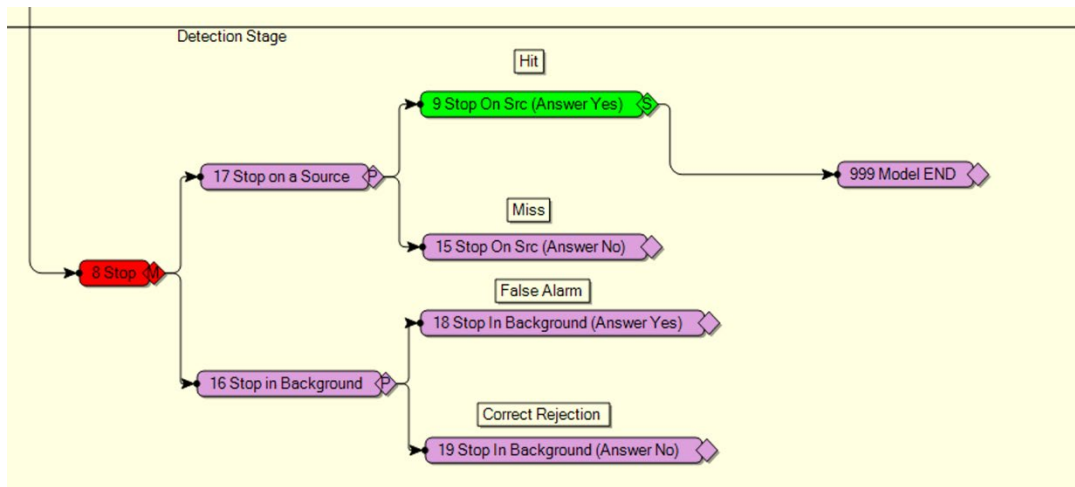 Detection Stage
Hit
9 Stop On Src (Answer Yes) S
17 Stop on a Source P
999 Model END
Miss
15 Stop On Src (Answer No)
8 Stop M
False Alarm
18 Stop In Background (Answer Yes)
16 Stop in Background P
Correct Rejection
19 Stop In Background (Answer No)